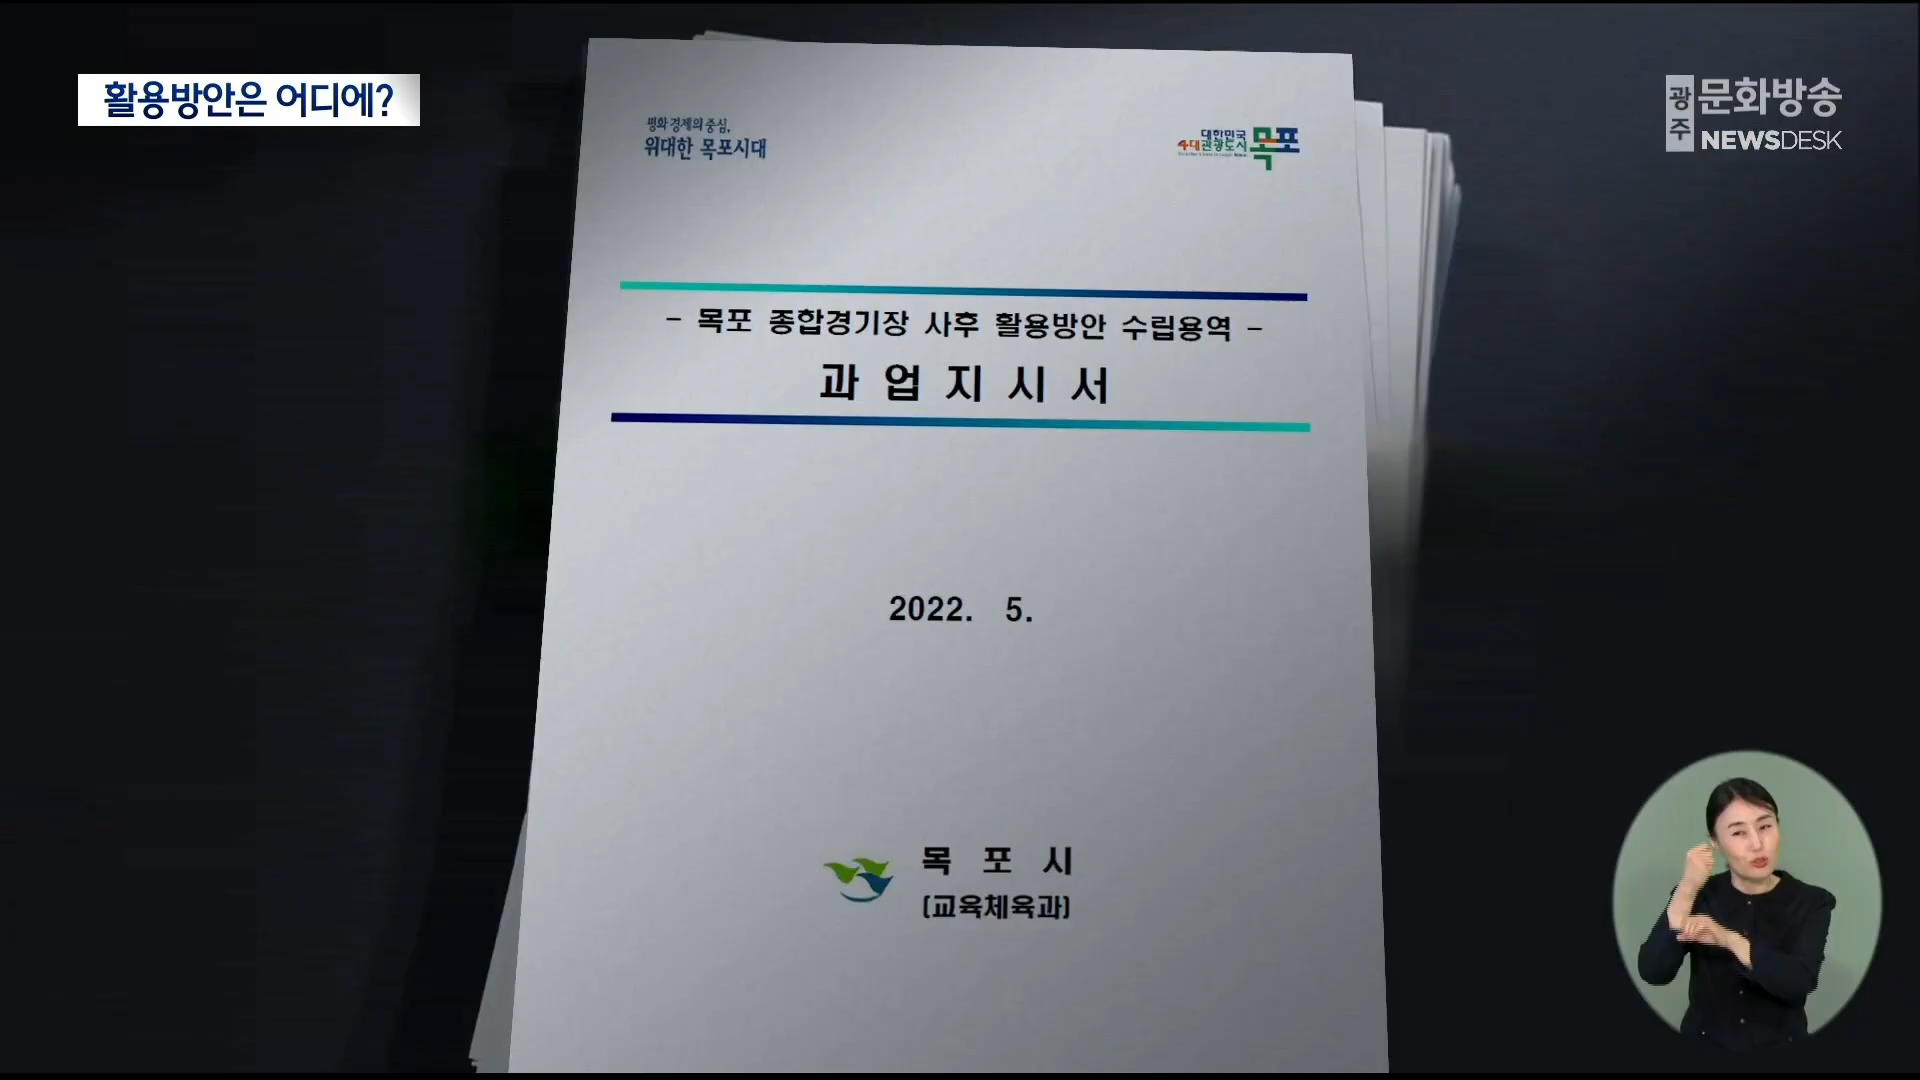 활용방안은 어디에?
광주 문화방송
NEWSDESK
평화 경제의 중심,
위대한 목포시대
대한민국
4대관광도시
목포
- 목포 종합경기장 사후 활용방안 수립용역 -
과 업 지 시 서
2022. 5.
목 포 시
(교육체육과)